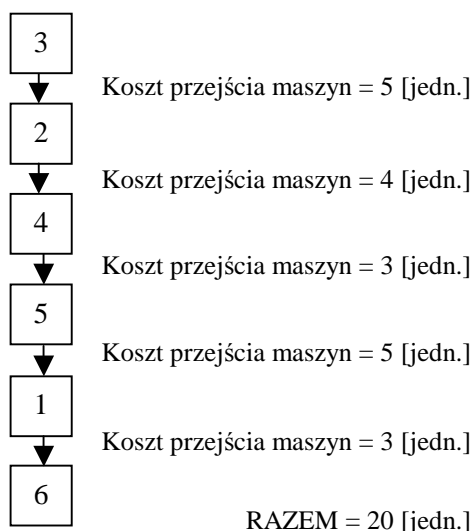 3
Koszt przejścia maszyn = 5 [jedn.]
2
Koszt przejścia maszyn = 4 [jedn.]
4
Koszt przejścia maszyn = 3 [jedn.]
5
Koszt przejścia maszyn = 5 [jedn.]
1
Koszt przejścia maszyn = 3 [jedn.]
6
RAZEM = 20 [jedn.]